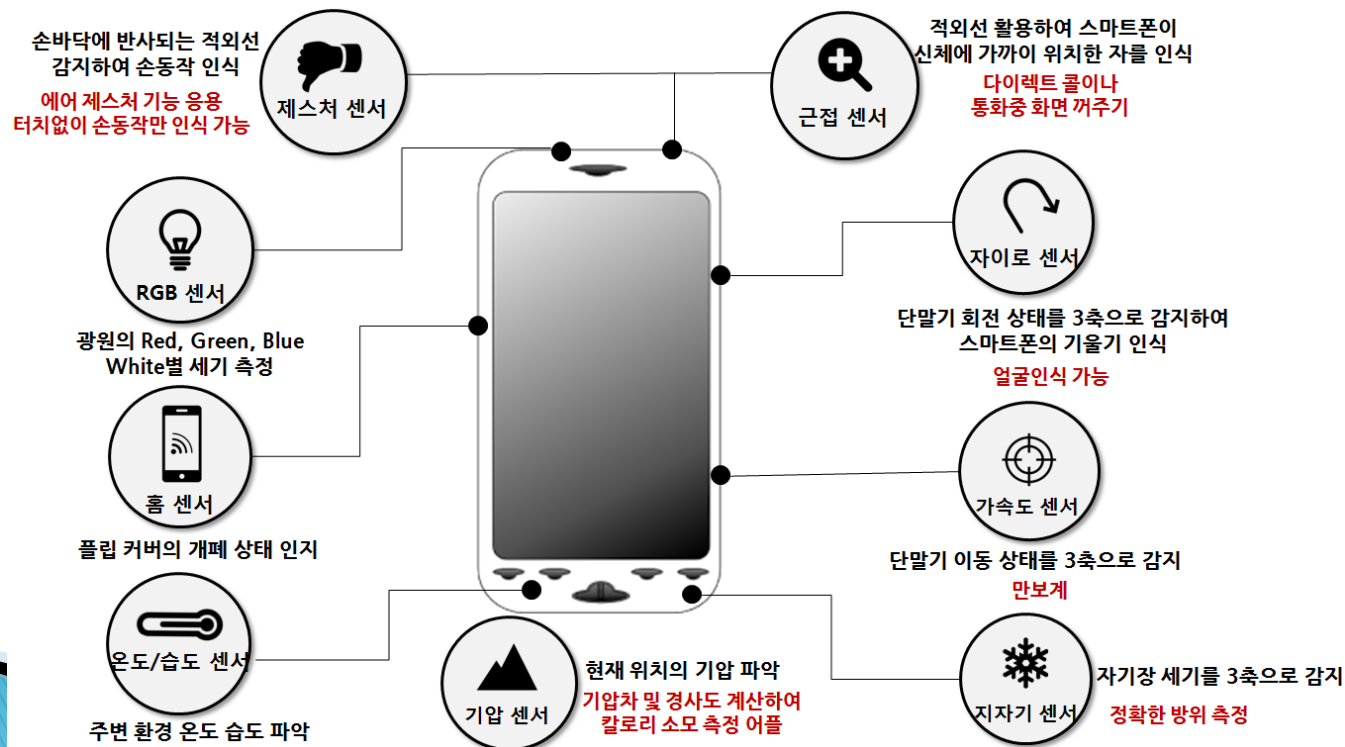 손바닥에 반사되는 적외선
감지하여 손동작 인식
에어 제스처 기능 응용
터치없이 손동작만 인식 가능
제스처 센서
근접 센서
적외선 활용하여 스마트폰이
신체에 가까이 위치한 자를 인식
다이렉트 콜이나
통화중 화면 꺼주기
RGB 센서
광원의 Red, Green, Blue
White별 세기 측정
자이로 센서
단말기 회전 상태를 3축으로 감지하여
스마트폰의 기울기 인식
얼굴인식 가능
홈 센서
플립 커버의 개폐 상태 인지
가속도 센서
단말기 이동 상태를 3축으로 감지
만보계
온도/습도 센서
주변 환경 온도 습도 파악
기압 센서
현재 위치의 기압 파악
기압차 및 경사도 계산하여
칼로리 소모 측정 어플
지자기 센서
자기장 세기를 3축으로 감지
정확한 방위 측정